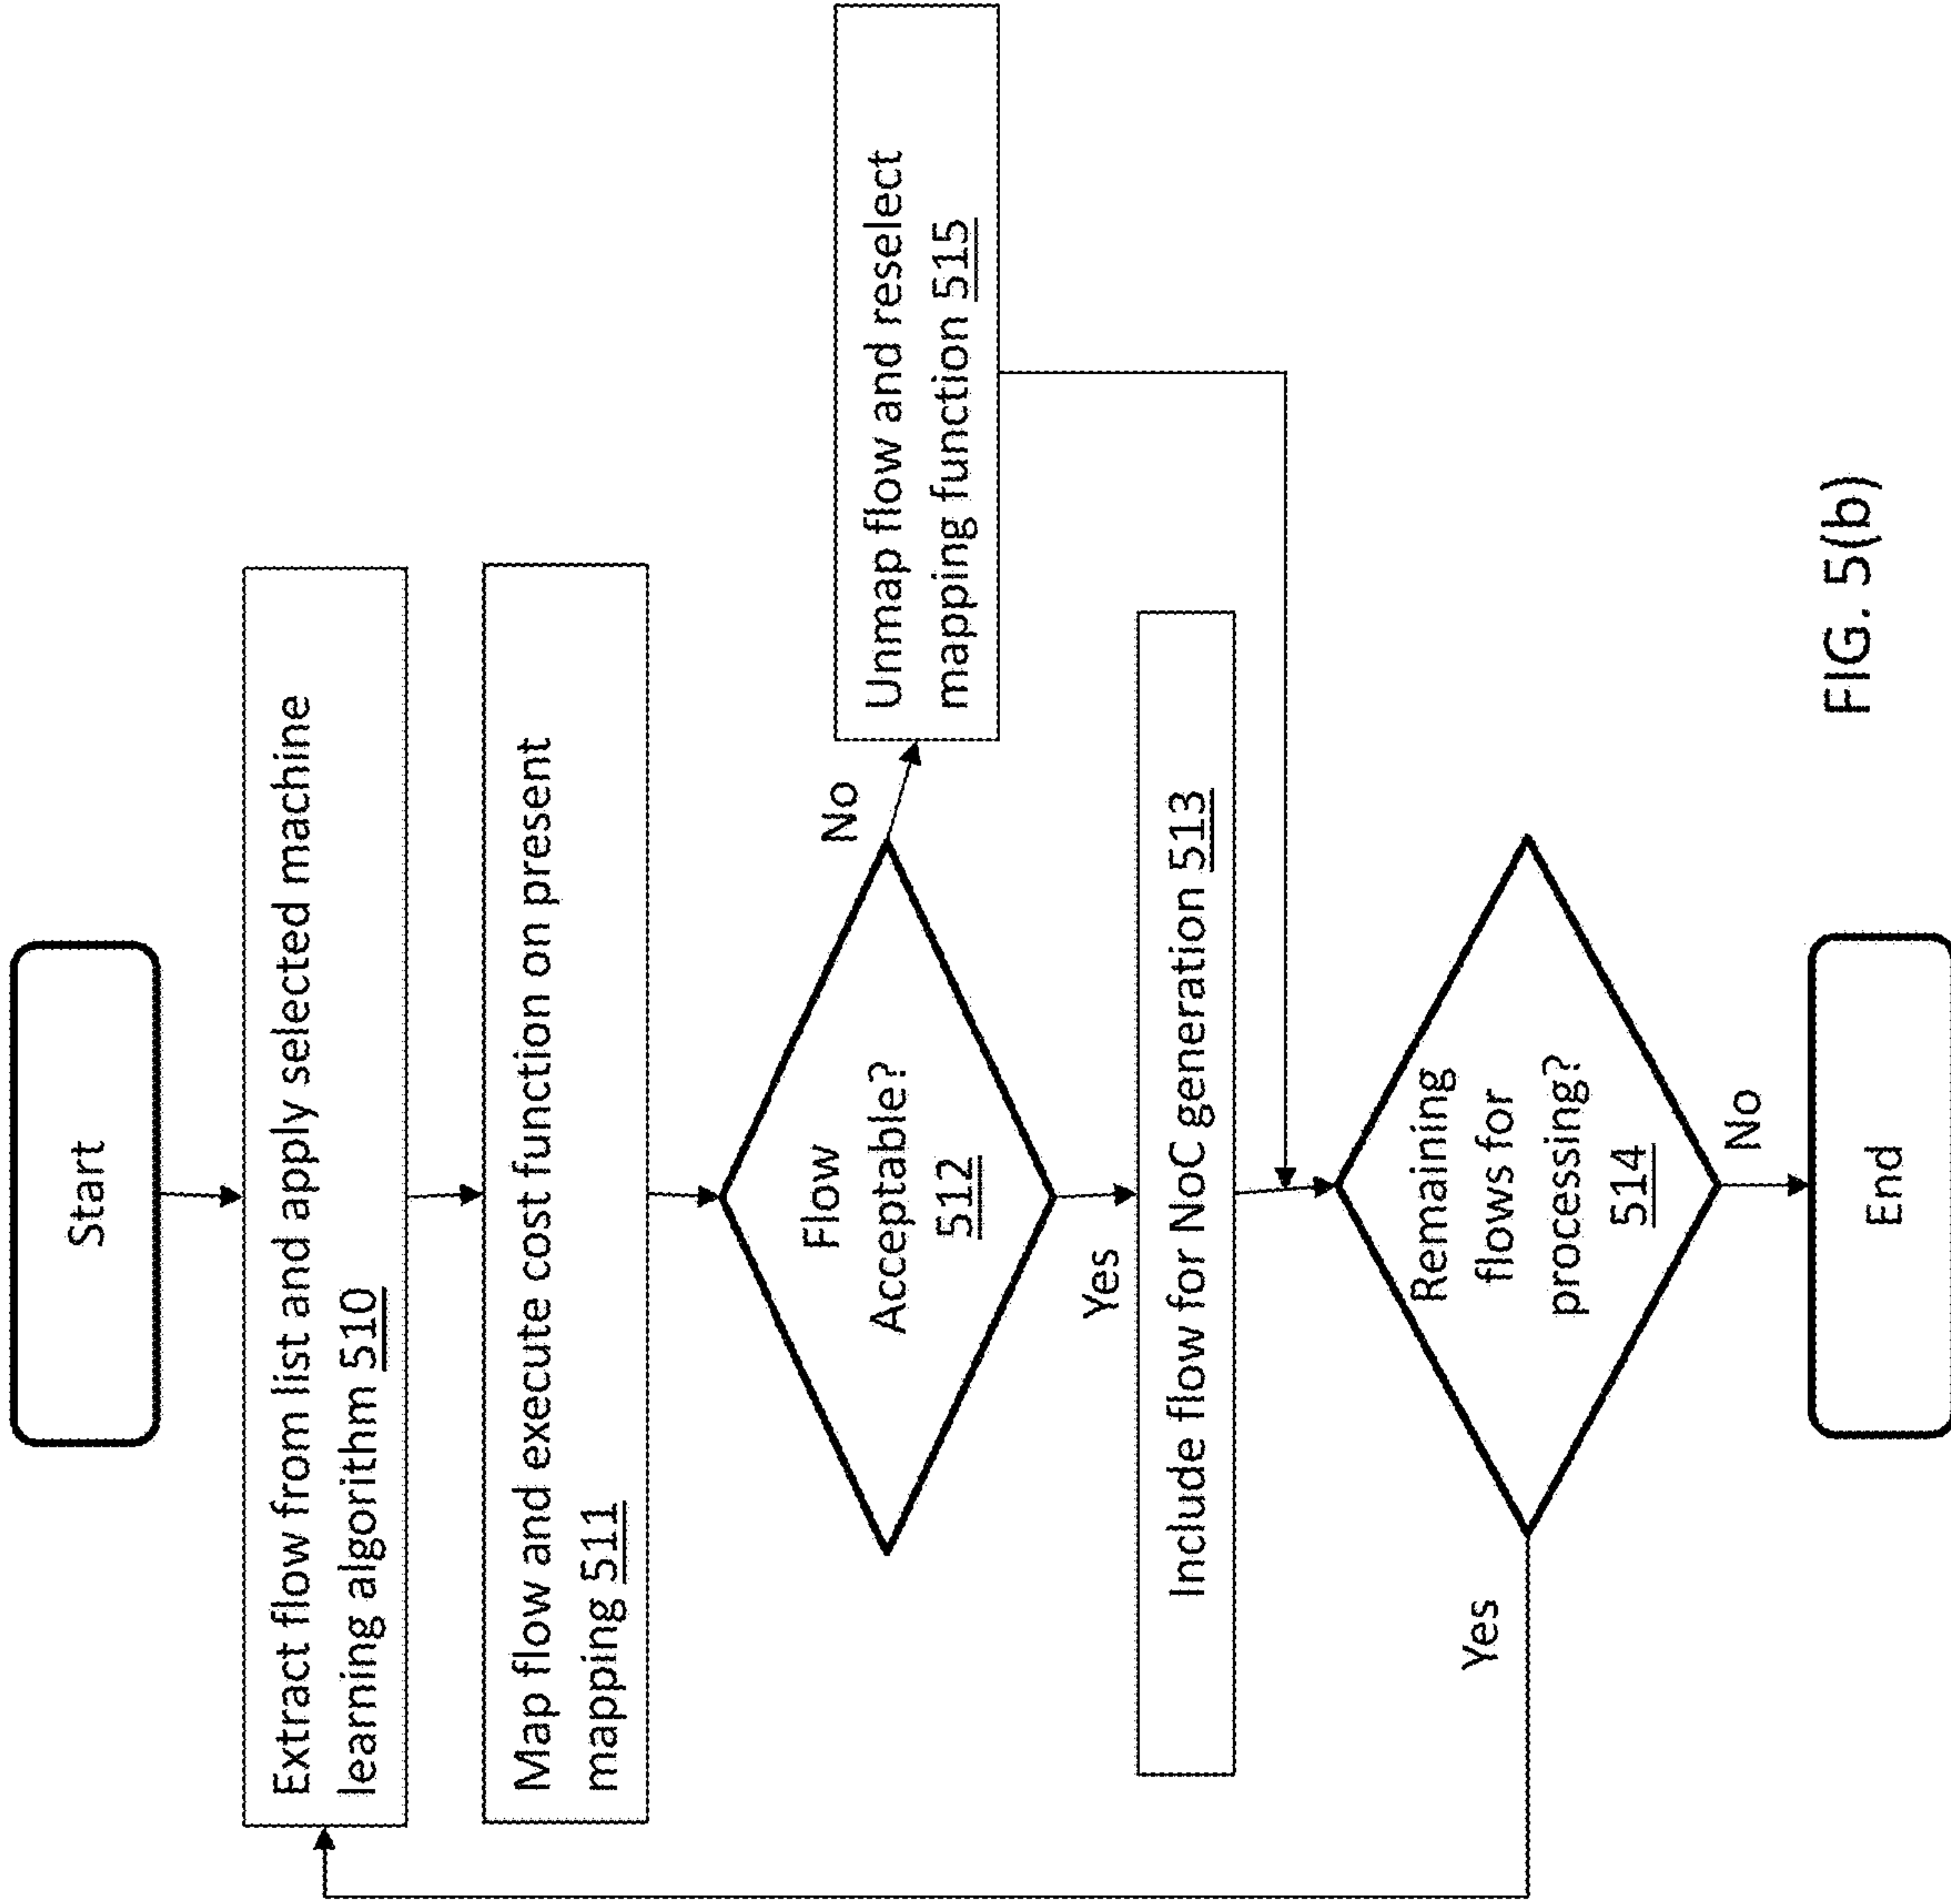 Start
Extract flow from list and apply selected machine
learning algorithm 510
Map flow and execute cost function on present
mapping 511
Flow
Acceptable?
512
No
Unmap flow and reselect
mapping function 515
Yes
Include flow for NoC generation 513
Remaining
flows for
processing?
514
Yes
No
End
FIG. 5(b)